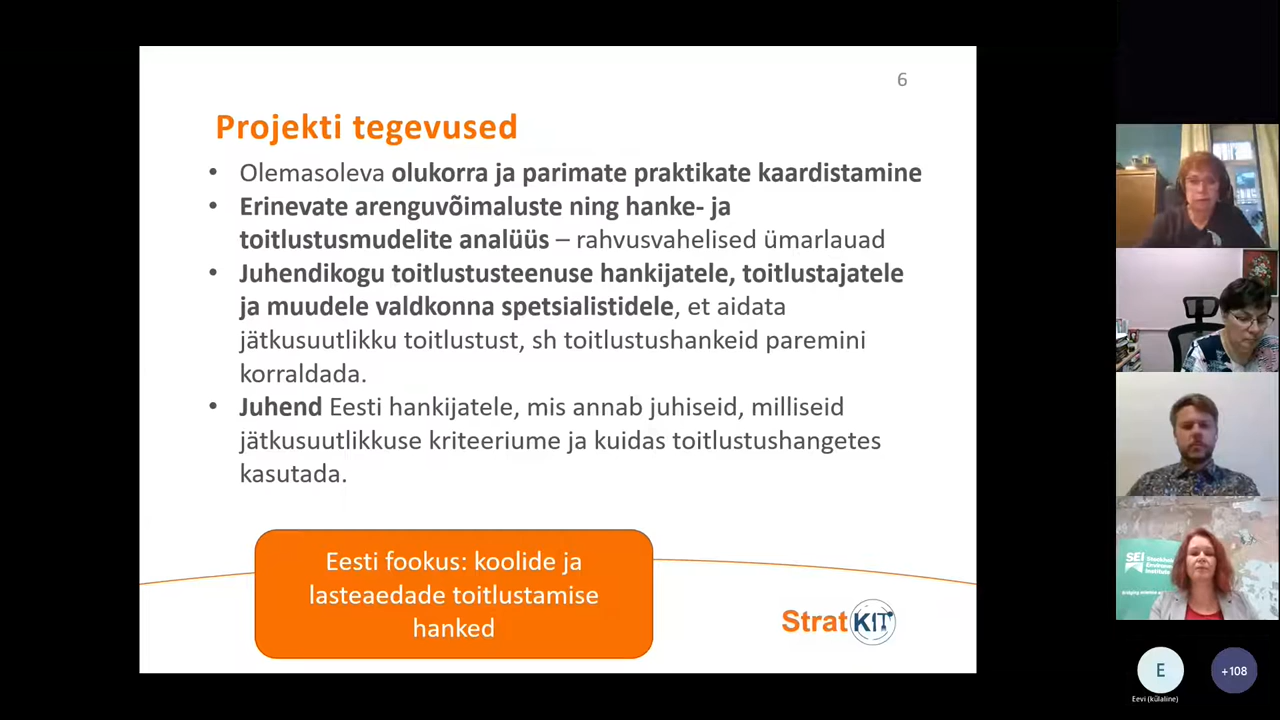 6
Projekti tegevused
• Olemasoleva olukorra ja parimate praktikate kaardistamine
• Erinevate arenguvõimaluste ning hanke- ja
toitlustusmudelite analüüs – rahvusvahelised ümarlauad
• Juhendikogu toitlustusteenuse hankijatele, toitlustajatele
ja muudele valdkonna spetsialistidele, et aidata
jätkusuutlikku toitlustust, sh toitlustushankeid paremini
korraldada.
• Juhend Eesti hankijatele, mis annab juhiseid, milliseid
jätkusuutlikkuse kriteeriume ja kuidas toitlustushangetes
kasutada.
Eesti fookus: koolide ja
lasteaedade toitlustamise
hanked
StratKIT
SEI
E
+108
Eevi (külaline)